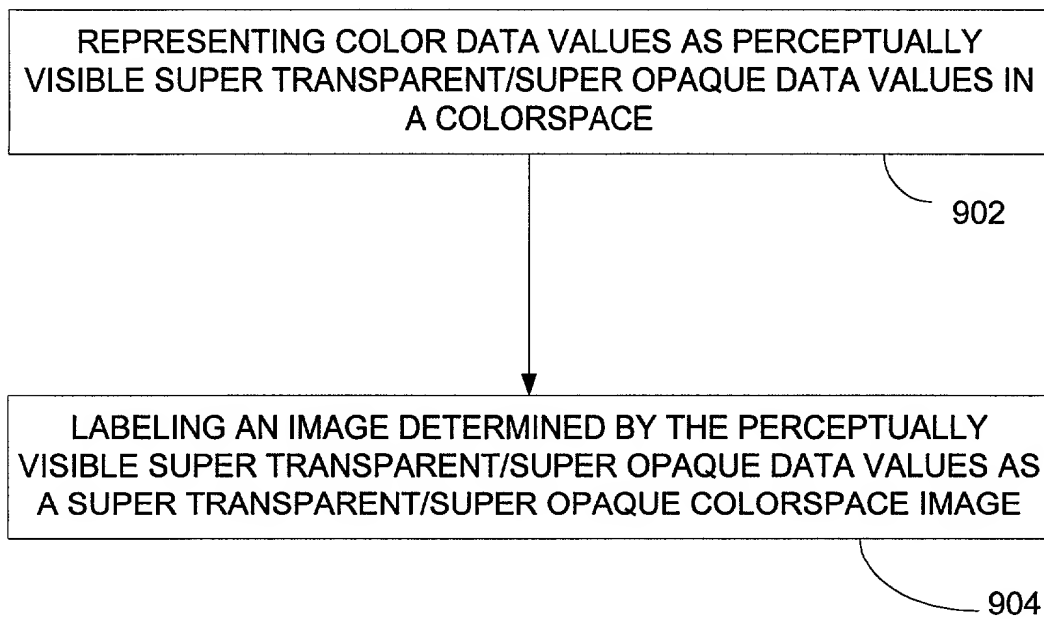 REPRESENTING COLOR DATA VALUES AS PERCEPTUALLY
VISIBLE SUPER TRANSPARENT/SUPER OPAQUE DATA VALUES IN
A COLORSPACE
902
LABELING AN IMAGE DETERMINED BY THE PERCEPTUALLY
VISIBLE SUPER TRANSPARENT/SUPER OPAQUE DATA VALUES AS
A SUPER TRANSPARENT/SUPER OPAQUE COLORSPACE IMAGE
904